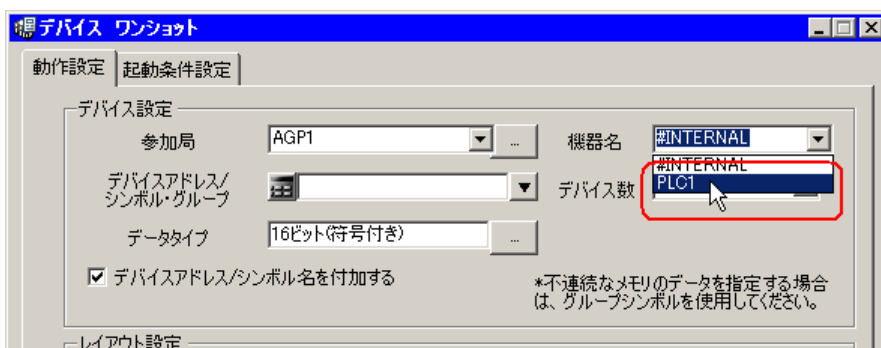 デバイス ワンショット
動作設定 起動条件設定
デバイス設定
参加局 AGP1 ... 機器名 #INTERNAL
#INTERNAL
デバイスアドレス/
シンボル・グループ デバイス数 PLC1
データタイプ 16ビット(符号付き) ...
デバイスアドレス/シンボル名を付加する
*不連続なメモリのデータを指定する場合
は、グループシンボルを使用してください。
レイアウト設定